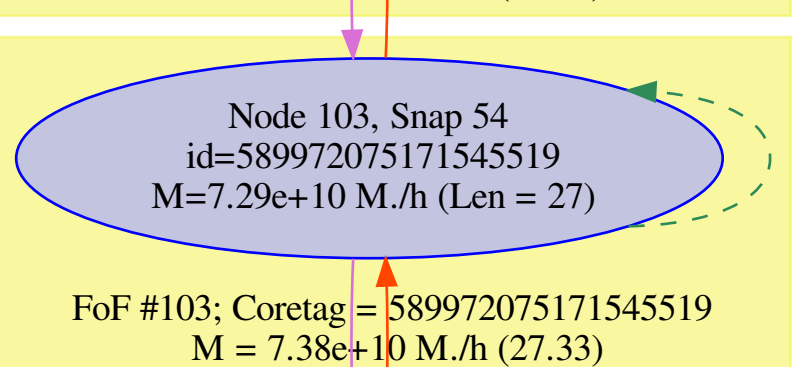 Node 103, Snap 54
id=589972075171545519
M=7.29e+10 M./h (Len = 27)
FoF #103; Coretag = 589972075171545519
M = 7.38e+10 M./h (27.33)